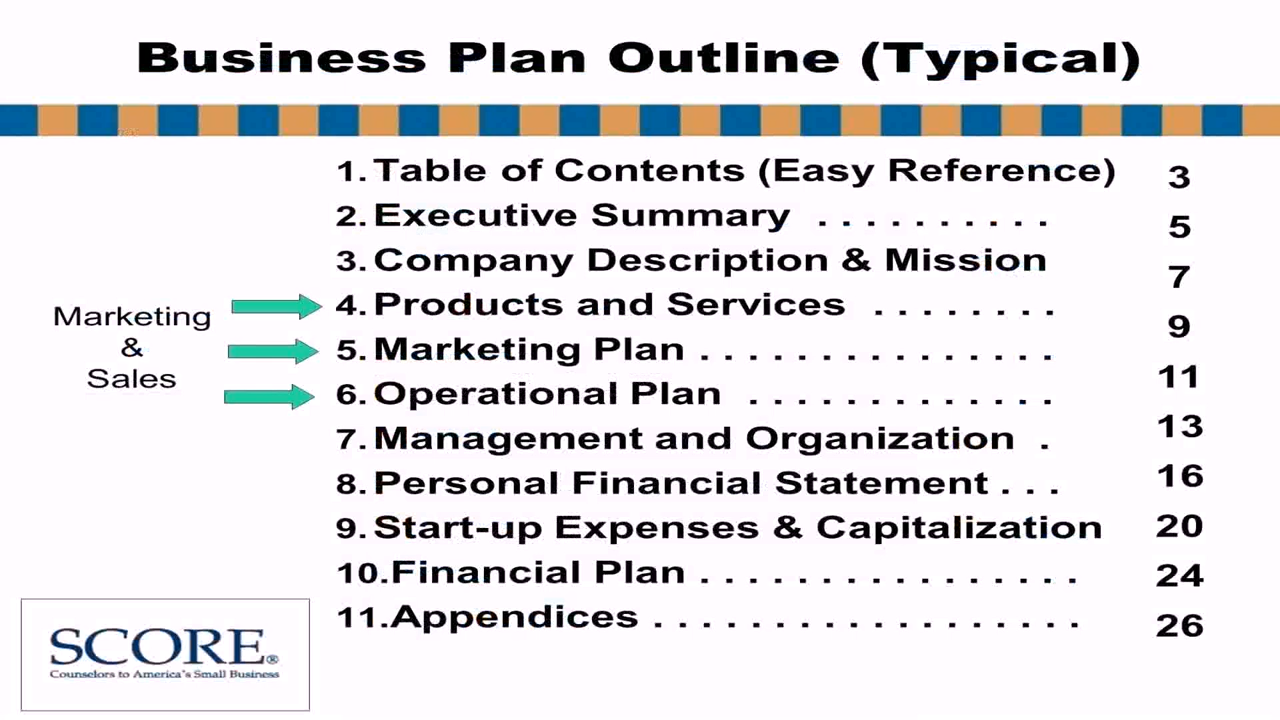 Business Plan Outline (Typical)
1. Table of Contents (Easy Reference)
2. Executive Summary . . . . . . . . . .
3. Company Description & Mission
4. Products and Services . . . . . . . .
5. Marketing Plan . . . . . . . . . . . . . . .
6. Operational Plan . . . . . . . . . . . . .
7. Management and Organization .
8. Personal Financial Statement . . .
9. Start-up Expenses & Capitalization
10. Financial Plan . . . . . . . . . . . . . . . .
11. Appendices . . . . . . . . . . . . . . . . . .
3
5
7
9
11
13
16
20
24
26
Marketing
&
Sales
SCORE®
Counselors to America's Small Business